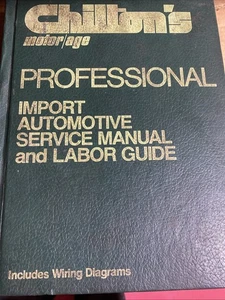 Chilton's
motor/age
PROFESSIONAL
IMPORT
AUTOMOTIVE
SERVICE MANUAL
and LABOR GUIDE
Includes Wiring Diagrams